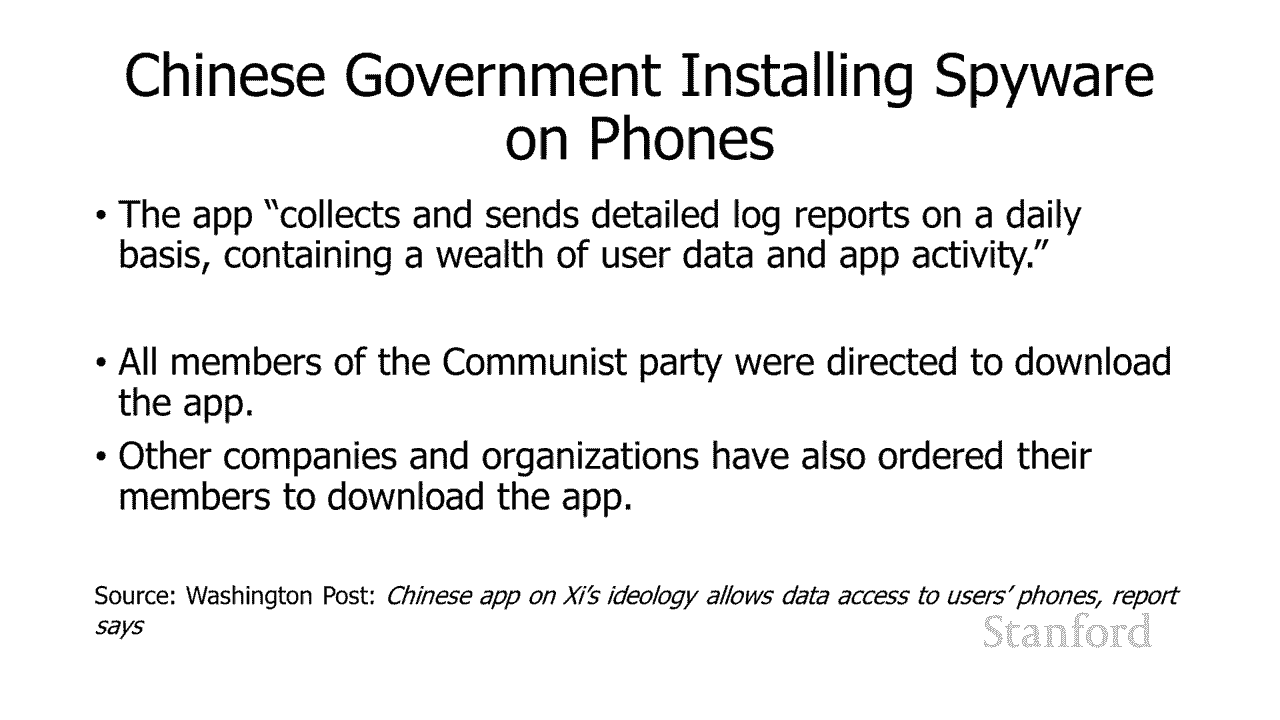 Chinese Government Installing Spyware
on Phones
• The app “collects and sends detailed log reports on a daily
basis, containing a wealth of user data and app activity.”
• All members of the Communist party were directed to download
the app.
• Other companies and organizations have also ordered their
members to download the app.
Source: Washington Post: Chinese app on Xi’s ideology allows data access to users’ phones, report
says
Stanford